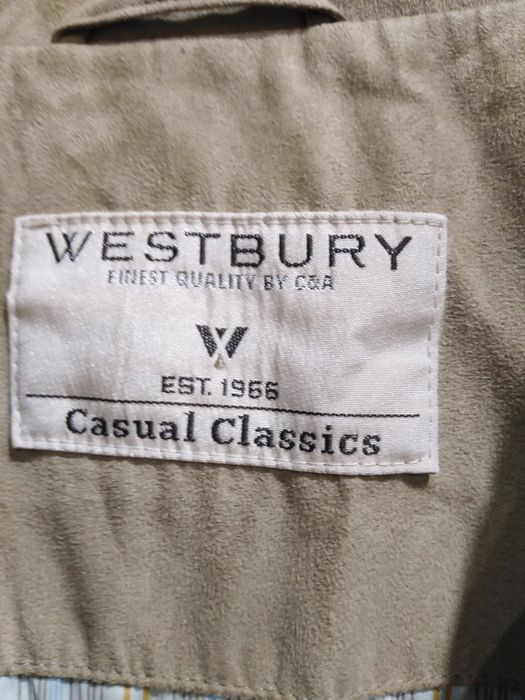 WESTBURY
FINEST QUALITY BY C&A
W
EST. 1966
Casual Classics